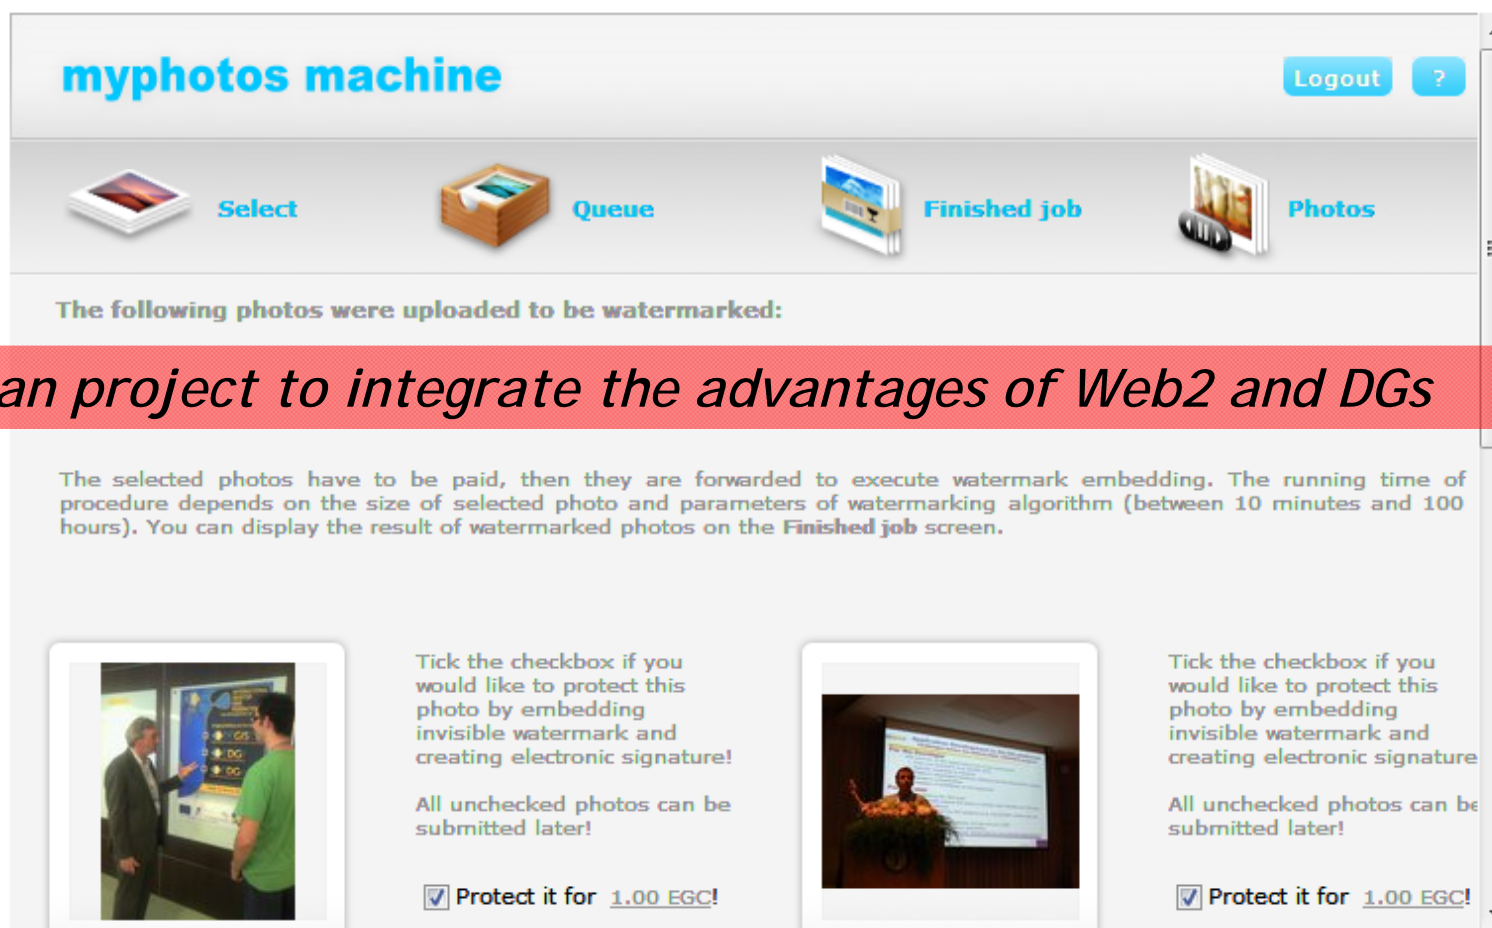 myphotos machine
Logout ?
Select Queue Finished job Photos
The following photos were uploaded to be watermarked:
an project to integrate the advantages of Web2 and DGs
The selected photos have to be paid, then they are forwarded to execute watermark embedding. The running time of
procedure depends on the size of selected photo and parameters of watermarking algorithm (between 10 minutes and 100
hours). You can display the result of watermarked photos on the Finished job screen.
Tick the checkbox if you
would like to protect this
photo by embedding
invisible watermark and
creating electronic signature!
All unchecked photos can be
submitted later!
Protect it for 1.00 EGC!
Tick the checkbox if you
would like to protect this
photo by embedding
invisible watermark and
creating electronic signature
All unchecked photos can be
submitted later!
Protect it for 1.00 EGC!